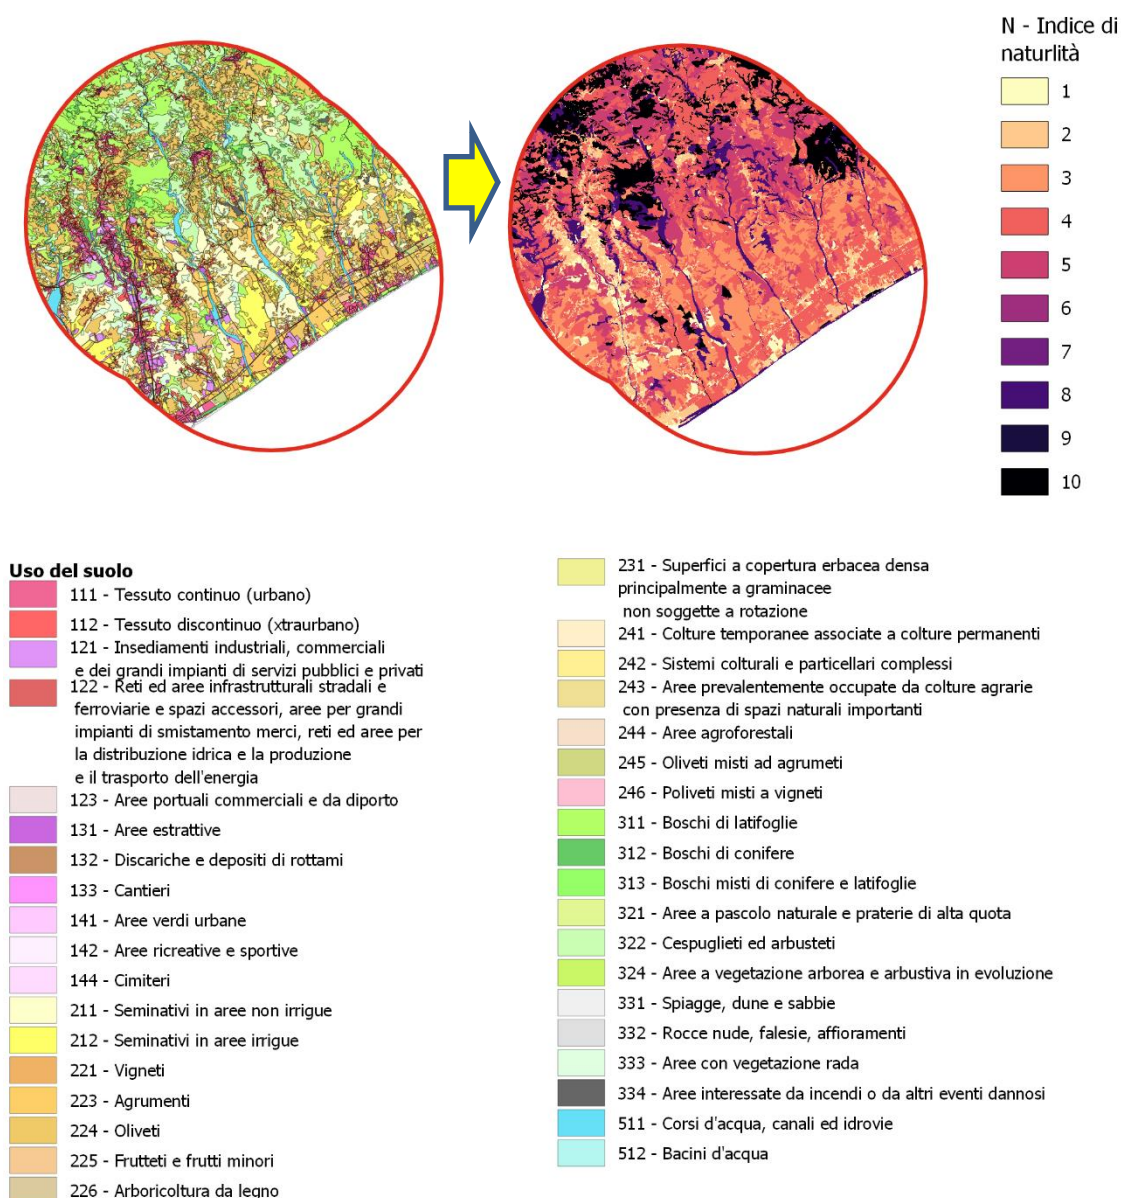 N - Indice di
naturlità
1
2
3
4
5
6
7
8
9
10
Uso del suolo
111 - Tessuto continuo (urbano)
112 - Tessuto discontinuo (xtraurbano)
121 - Insediamenti industriali, commerciali
e dei grandi impianti di servizi pubblici e privati
122 - Reti ed aree infrastrutturali stradali e
ferroviarie e spazi accessori, aree per grandi
impianti di smistamento merci, reti ed aree per
la distribuzione idrica e la produzione
e il trasporto dell'energia
123 - Aree portuali commerciali e da diporto
131 - Aree estrattive
132 - Discariche e depositi di rottami
133 - Cantieri
141 - Aree verdi urbane
142 - Aree ricreative e sportive
144 - Cimiteri
211 - Seminativi in aree non irrigue
212 - Seminativi in aree irrigue
221 - Vigneti
223 - Agrumenti
224 - Oliveti
225 - Frutteti e frutti minori
226 - Arboricoltura da legno
231 - Superfici a copertura erbacea densa
principalmente a graminacee
non soggette a rotazione
241 - Colture temporanee associate a colture permanenti
242 - Sistemi colturali e particellari complessi
243 - Aree prevalentemente occupate da colture agrarie
con presenza di spazi naturali importanti
244 - Aree agroforestali
245 - Oliveti misti ad agrumeti
246 - Poliveti misti a vigneti
311 - Boschi di latifoglie
312 - Boschi di conifere
313 - Boschi misti di conifere e latifoglie
321 - Aree a pascolo naturale e praterie di alta quota
322 - Cespuglieti ed arbusteti
324 - Aree a vegetazione arborea e arbustiva in evoluzione
331 - Spiagge, dune e sabbie
332 - Rocce nude, falesie, affioramenti
333 - Aree con vegetazione rada
334 - Aree interessate da incendi o da altri eventi dannosi
511 - Corsi d'acqua, canali ed idrovie
512 - Bacini d'acqua